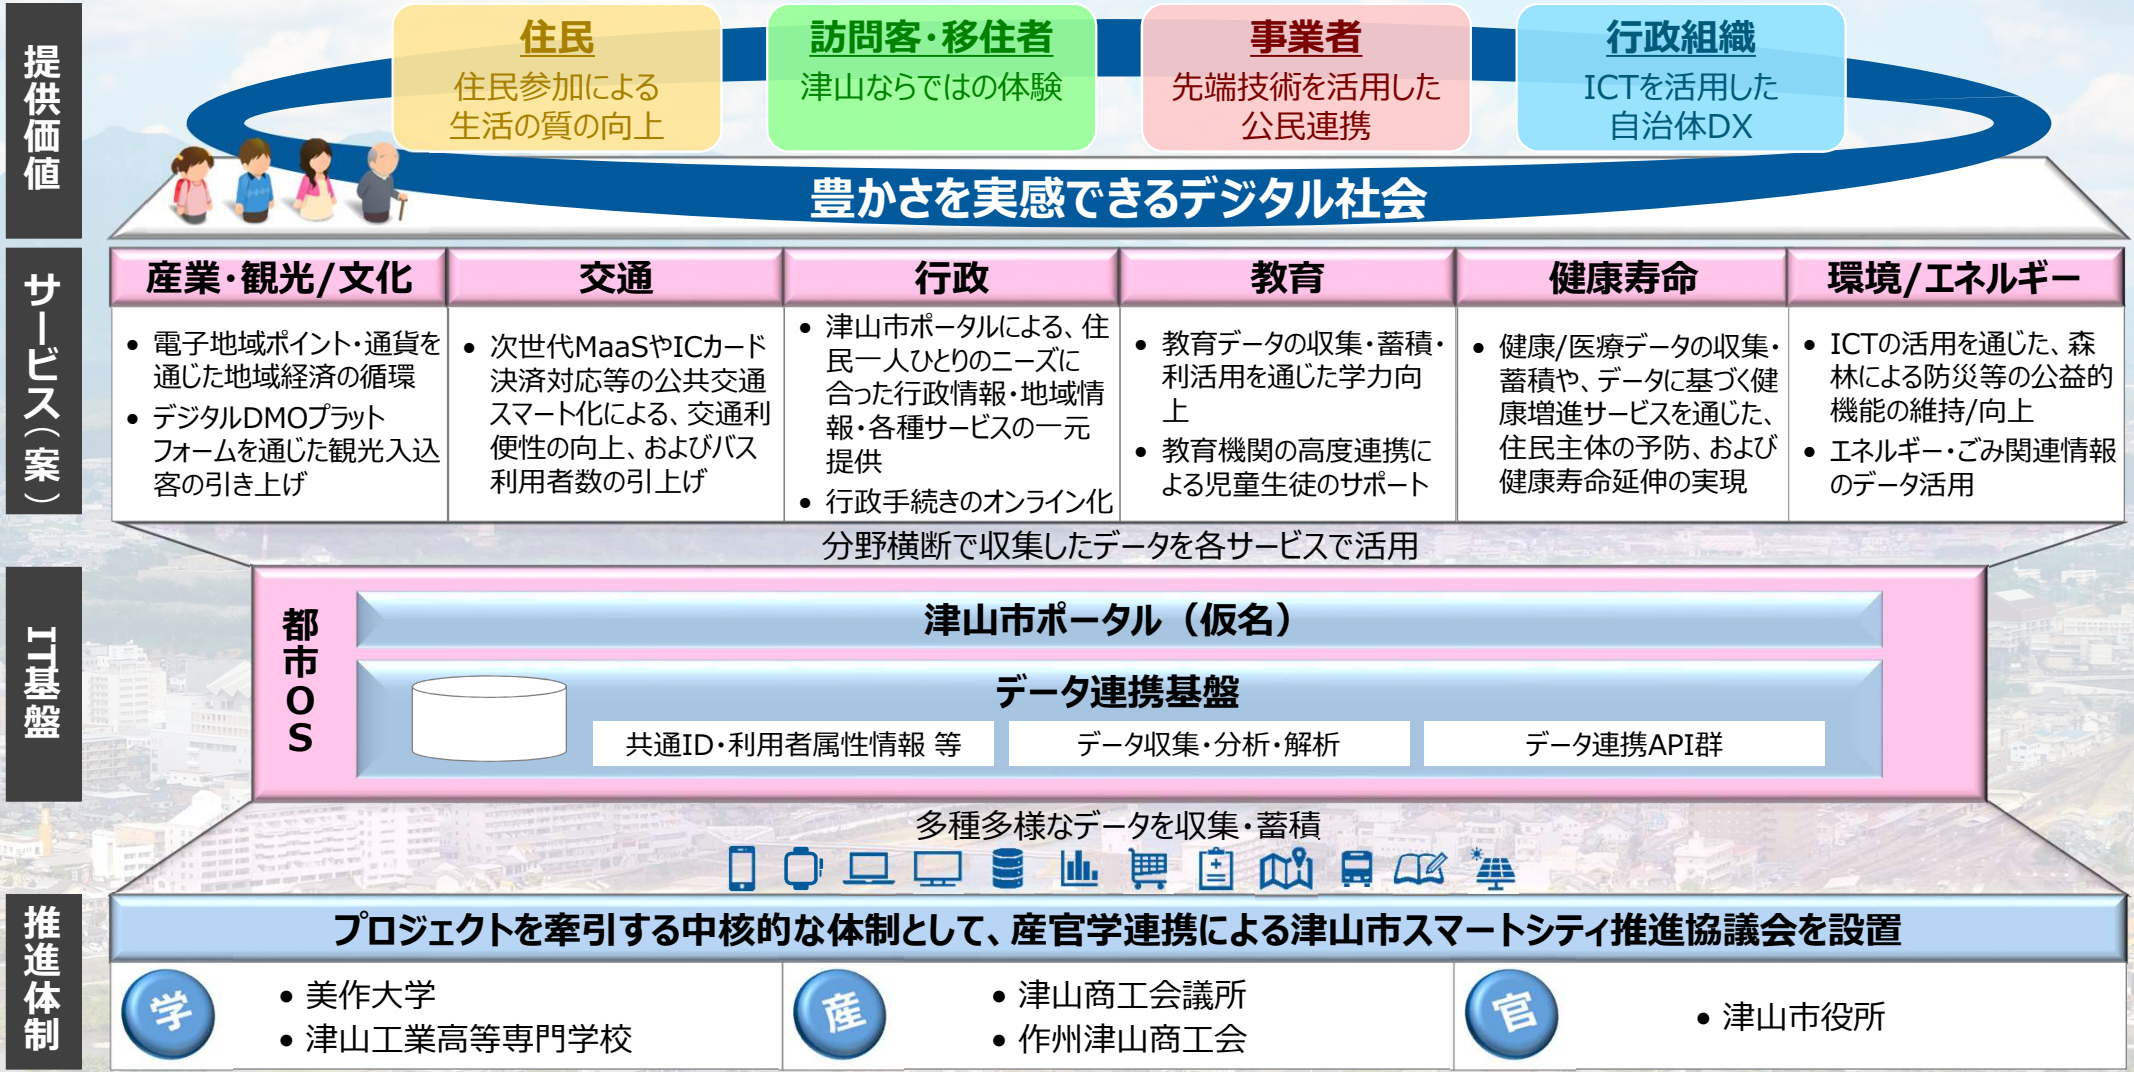 提供価値
住民
住民参加による
生活の質の向上
訪問客・移住者
津山ならではの体験
事業者
先端技術を活用した
公民連携
行政組織
ICTを活用した
自治体DX
豊かさを実感できるデジタル社会
サービス（案）
産業・観光/文化
• 電子地域ポイント・通貨を
通じた地域経済の循環
• デジタルDMOプラット
フォームを通じた観光入込
客の引き上げ
交通
• 次世代MaaSやICカード
決済対応等の公共交通
スマート化による、交通利
便性の向上、およびバス
利用者数の引上げ
行政
• 津山市ポータルによる、住
民一人ひとりのニーズに
合った行政情報・地域情
報・各種サービスの一元
提供
• 行政手続きのオンライン化
教育
• 教育データの収集・蓄積・
利活用を通じた学力向
上
• 教育機関の高度連携に
よる児童生徒のサポート
健康寿命
• 健康/医療データの収集・
蓄積や、データに基づく健
康増進サービスを通じた、
住民主体の予防、および
健康寿命延伸の実現
環境/エネルギー
• ICTの活用を通じた、森
林による防災等の公益的
機能の維持/向上
• エネルギー・ごみ関連情報
のデータ活用
分野横断で収集したデータを各サービスで活用
IT基盤
都市OS
津山市ポータル（仮名）
データ連携基盤
共通ID・利用者属性情報 等
データ収集・分析・解析
データ連携API群
多種多様なデータを収集・蓄積
推進体制
プロジェクトを牽引する中核的な体制として、産官学連携による津山市スマートシティ推進協議会を設置
学
• 美作大学
• 津山工業高等専門学校
産
• 津山商工会議所
• 作州津山商工会
官
• 津山市役所